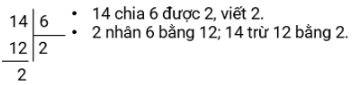 14 6 • 14 chia 6 được 2, viết 2.
12 2 • 2 nhân 6 bằng 12; 14 trừ 12 bằng 2.
2